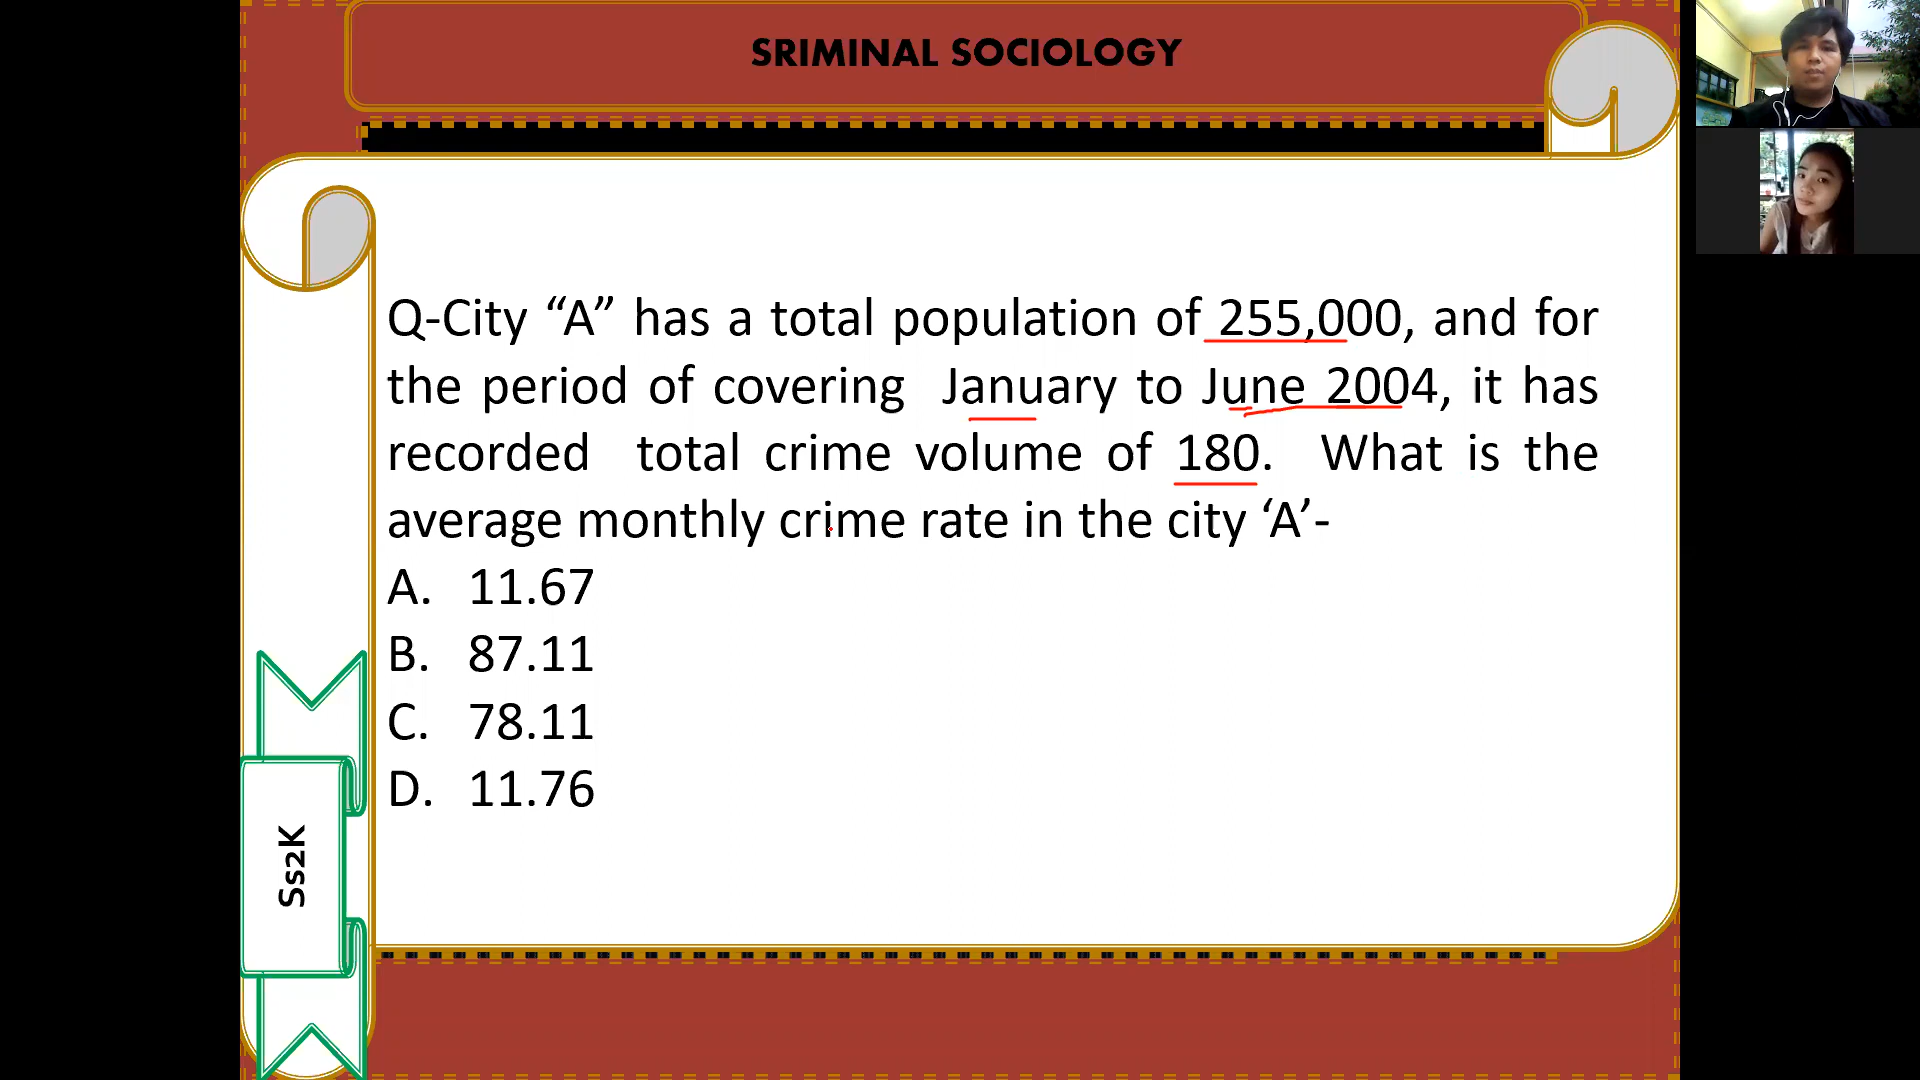 SRIMINAL SOCIOLOGY
Q-City “A” has a total population of 255,000, and for
the period of covering January to June 2004, it has
recorded total crime volume of 180. What is the
average monthly crime rate in the city ‘A’-
A. 11.67
B. 87.11
C. 78.11
D. 11.76
Ss2K